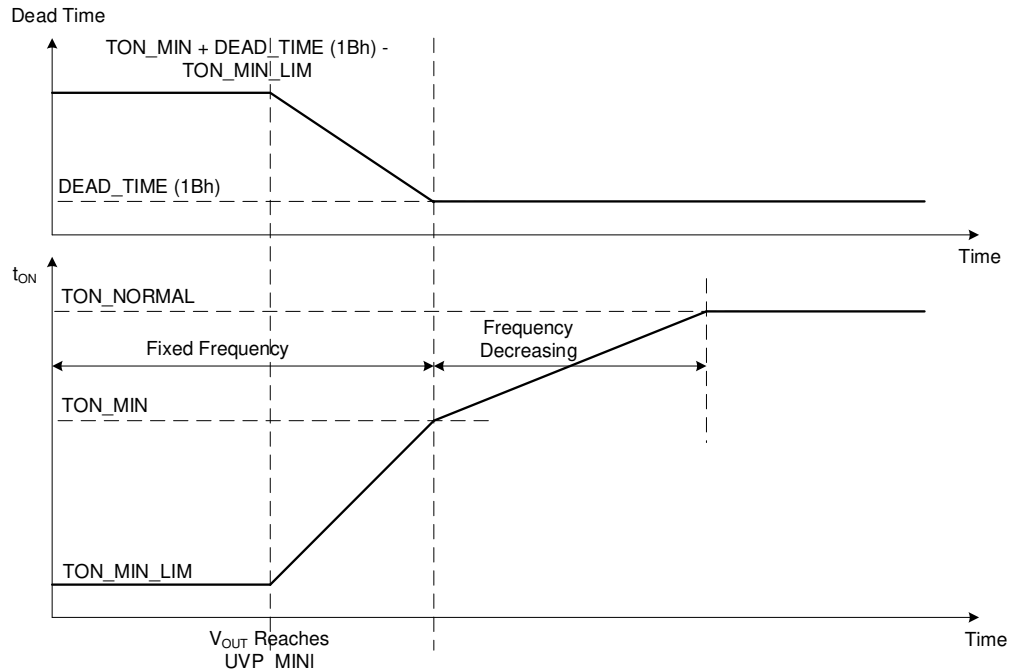 Dead Time
TON_MIN + DEAD_TIME (1Bh) -
TON_MIN_LIM
DEAD_TIME (1Bh)
Time
tON
TON_NORMAL
Fixed Frequency
Frequency
Decreasing
TON_MIN
TON_MIN_LIM
VOUT Reaches
UVP_MINI
Time